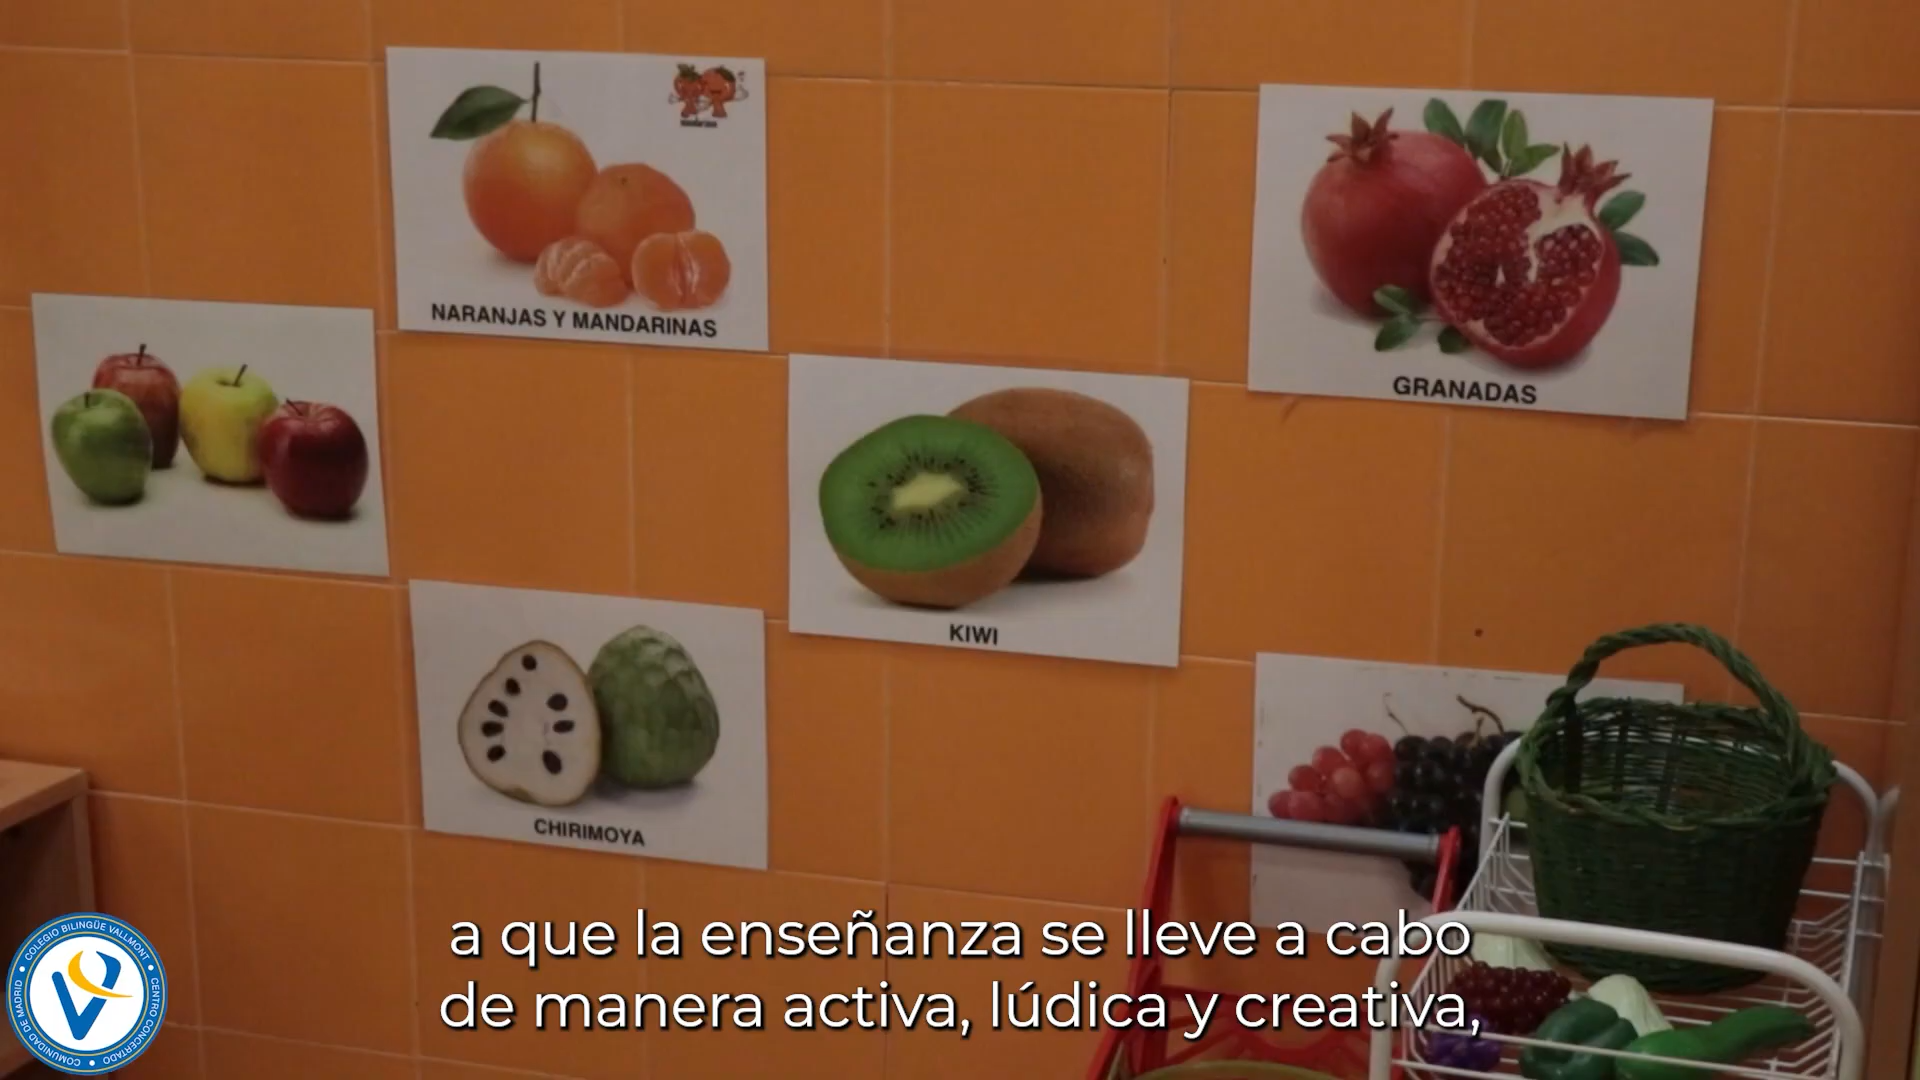 NARANJAS Y MANDARINAS
GRANADAS
KIWI
CHIRIMOYA
a que la enseñanza se lleve a cabo
de manera activa, lúdica y creativa,
COLEGIO BILINGÜE VALLMONT
CENTRO CONCERTADO
COMUNIDAD DE MADRID